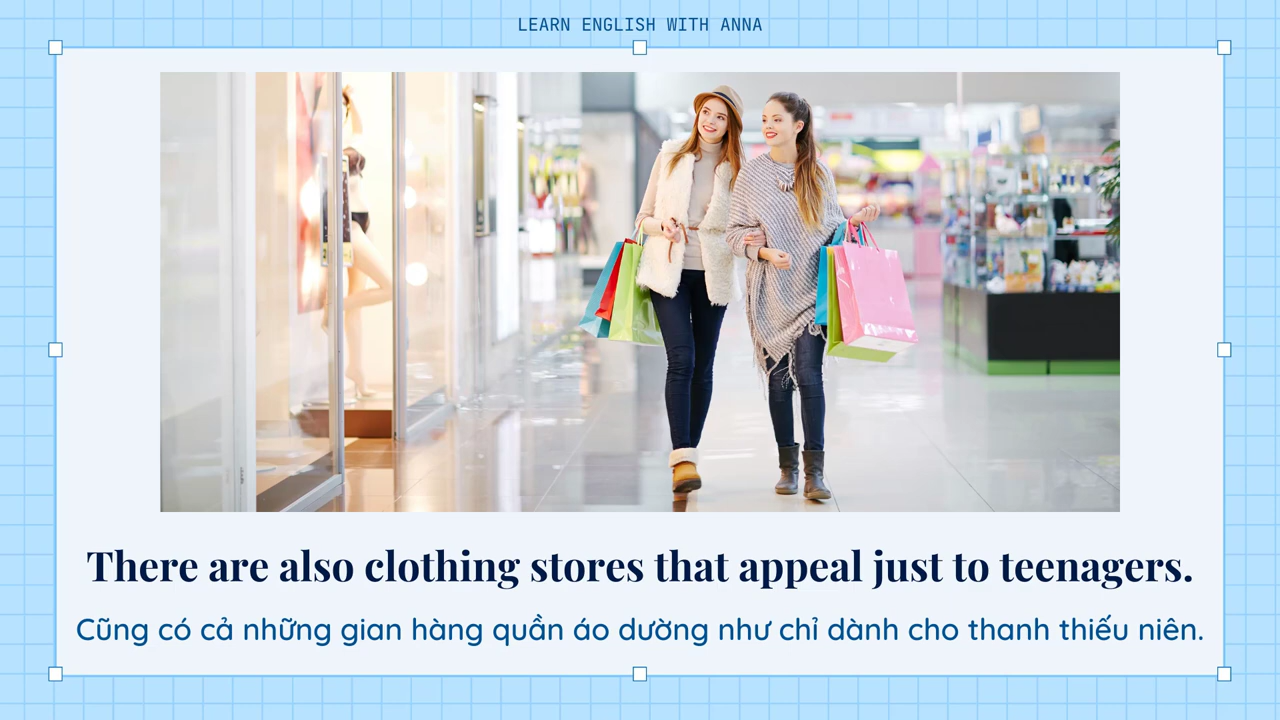 LEARN ENGLISH WITH ANNA
There are also clothing stores that appeal just to teenagers.
Cũng có cả những gian hàng quần áo dường như chỉ dành cho thanh thiếu niên.